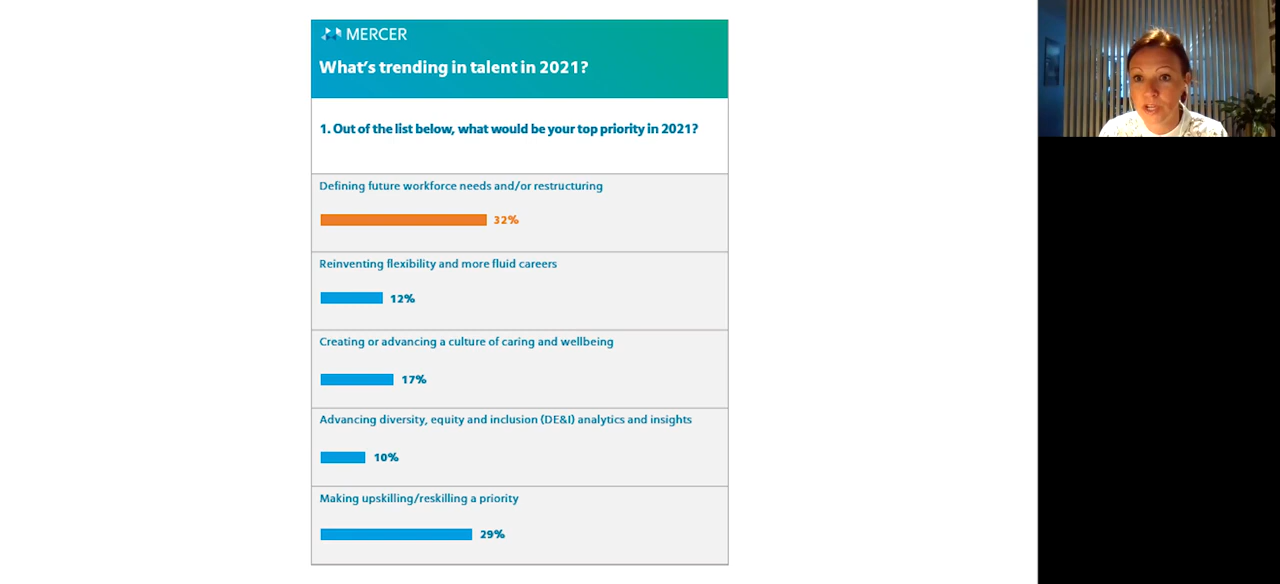 MERCER
What's trending in talent in 2021?
1. Out of the list below, what would be your top priority in 2021?
Defining future workforce needs and/or restructuring
32%
Reinventing flexibility and more fluid careers
12%
Creating or advancing a culture of caring and wellbeing
17%
Advancing diversity, equity and inclusion (DE&I) analytics and insights
10%
Making upskilling/reskilling a priority
29%